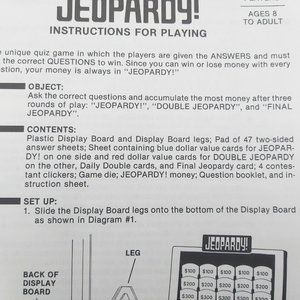 JEOPARDY!
INSTRUCTIONS FOR PLAYING
AGES 8
TO ADULT
unique quiz game in which the players are given the ANSWERS and must
the correct QUESTIONS to win. Since you can win or lose money with every
estion, your money is always in "JEOPARDY!"
OBJECT:
Ask the correct questions and accumulate the most money after three
rounds of play: "JEOPARDY!", "DOUBLE JEOPARDY", and "FINAL
JEOPARDY".
CONTENTS:
Plastic Display Board and Display Board legs; Pad of 47 two-sided
answer sheets; Sheet containing blue dollar value cards for JEOPAR-
DY! on one side and red dollar value cards for DOUBLE JEOPARDY
on the other, Daily Double cards, and Final Jeopardy card; 4 contes-
tant clickers; Game die; JEOPARDY! money; Question booklet, and in-
struction sheet.
SET UP:
1. Slide the Display Board legs onto the bottom of the Display Board
as shown in Diagram #1.
LEG
BACK OF
DISPLAY
BOARD
JEOPARDY!
$100 $100 $100 $100 $100
$200 $200 $200 $200 $200
$300 $300 $300 $300